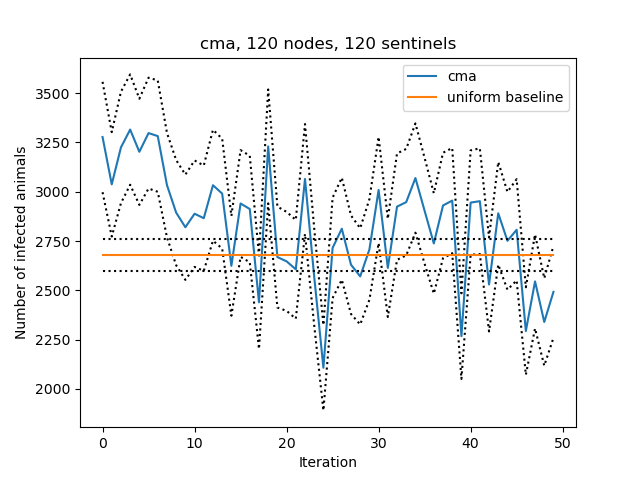 cma, 120 nodes, 120 sentinels
cma
uniform baseline
Number of infected animals
3500
3250
3000
2750
2500
2250
2000
0 10 20 30 40 50
Iteration